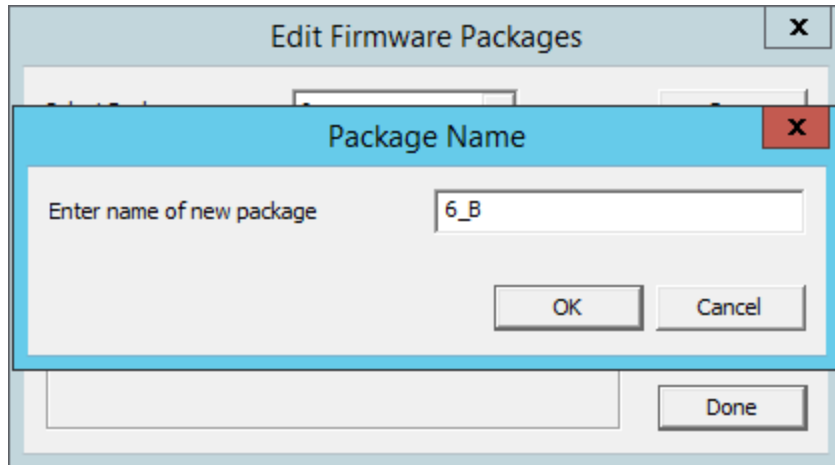 Edit Firmware Packages
x
Package Name
x
Enter name of new package
6_B
OK
Cancel
Done